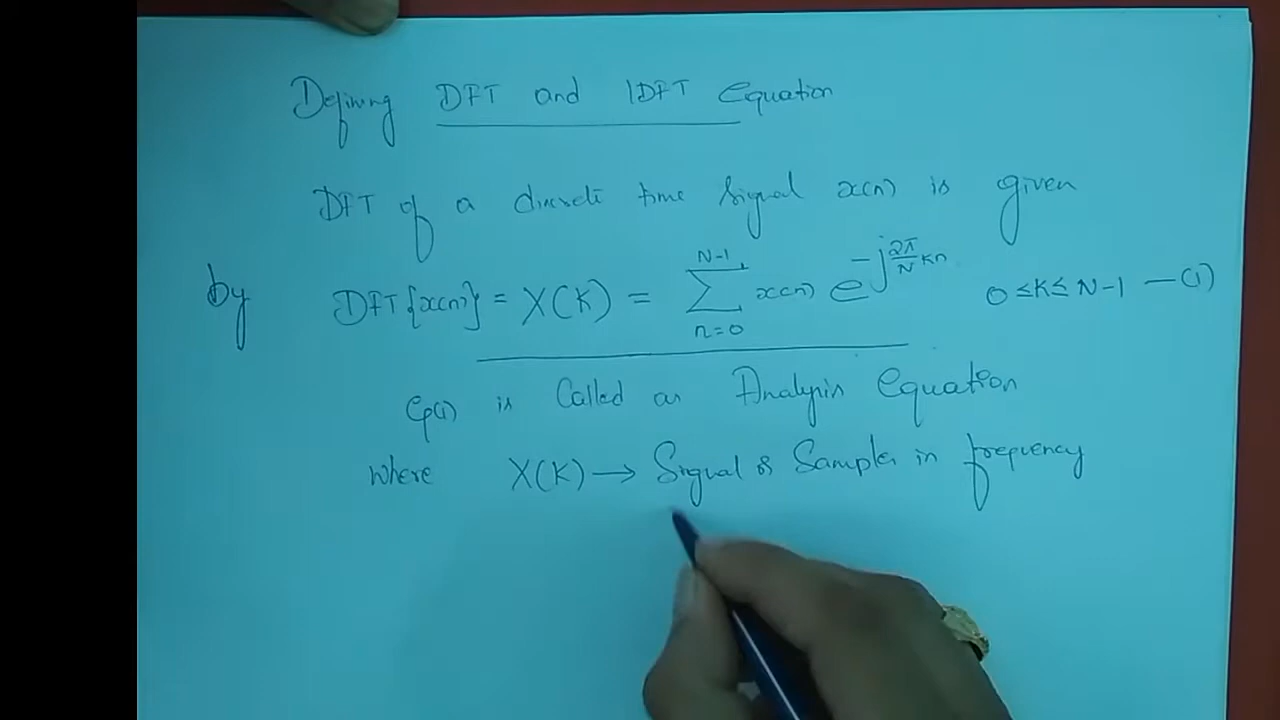 Defining DFT and IDFT Equation
DFT of a discrete time signal x(n) is given
by DFT{x(n)} = X(K) = ∑_{n=0}^{N-1} x(n) e^{-j\frac{2π}{N}Kn} 0≤K≤N-1 —(1)
Eq(1) is Called as Analysis Equation
where X(K) → Signal & Samples in frequency